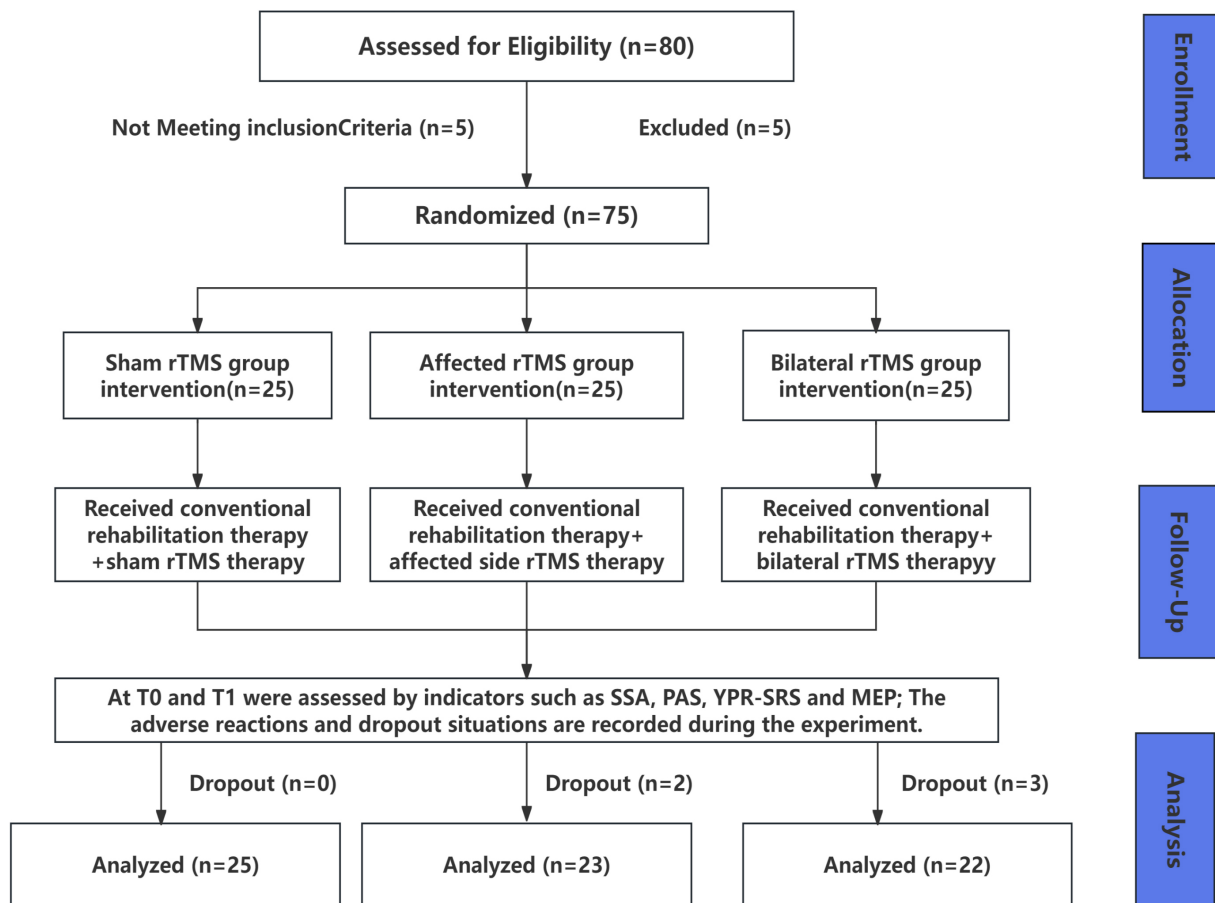 Assessed for Eligibility (n=80)
Enrollment
Not Meeting inclusionCriteria (n=5)
Excluded (n=5)
Randomized (n=75)
Allocation
Sham rTMS group
intervention(n=25)
Affected rTMS group
intervention(n=25)
Bilateral rTMS group
intervention(n=25)
Received conventional
rehabilitation therapy
+sham rTMS therapy
Received conventional
rehabilitation therapy+
affected side rTMS therapy
Received conventional
rehabilitation therapy+
bilateral rTMS therapyy
Follow-Up
At T0 and T1 were assessed by indicators such as SSA, PAS, YPR-SRS and MEP; The
adverse reactions and dropout situations are recorded during the experiment.
Dropout (n=0)
Dropout (n=2)
Dropout (n=3)
Analysis
Analyzed (n=25)
Analyzed (n=23)
Analyzed (n=22)